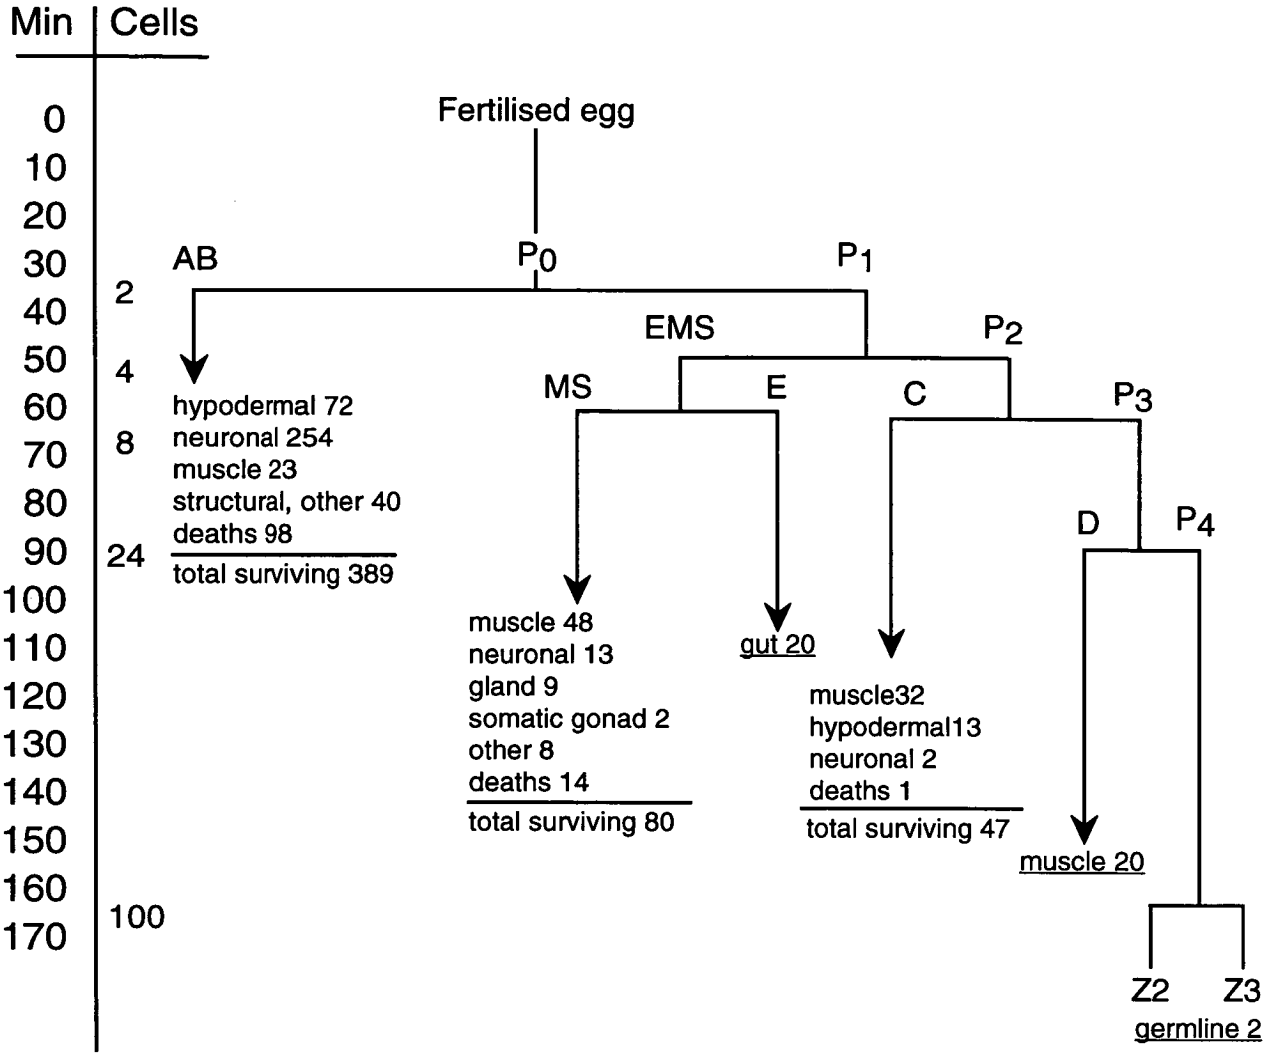 Min Cells
0
10
20
30
40
50
60
70
80
90
100
110
120
130
140
150
160
170
2
4
8
24
100
Fertilised egg
AB
P0
P1
EMS
P2
MS
E
C
P3
D
P4
hypodermal 72
neuronal 254
muscle 23
structural, other 40
deaths 98
total surviving 389
muscle 48
neuronal 13
gland 9
somatic gonad 2
other 8
deaths 14
total surviving 80
gut 20
muscle32
hypodermal13
neuronal 2
deaths 1
total surviving 47
muscle 20
Z2
Z3
germline 2